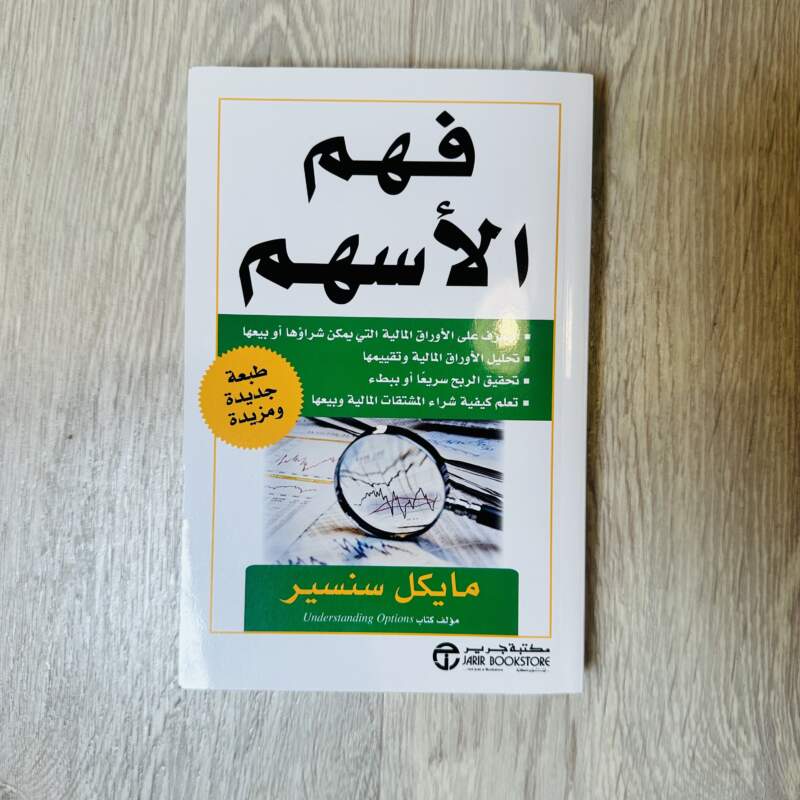 فهم
الأسهم
على الأوراق المالية التي يمكن شراؤها أو بيعها
تحليل الأوراق المالية وتقييمها
تحقيق الربح سريعًا أو ببطء
تعلم كيفية شراء المشتقات المالية وبيعها
طبعة
جديدة
ومزيدة
مايكل سنسير
مؤلف كتاب Understanding Options
مكتبة جرير
JARIR BOOKSTORE